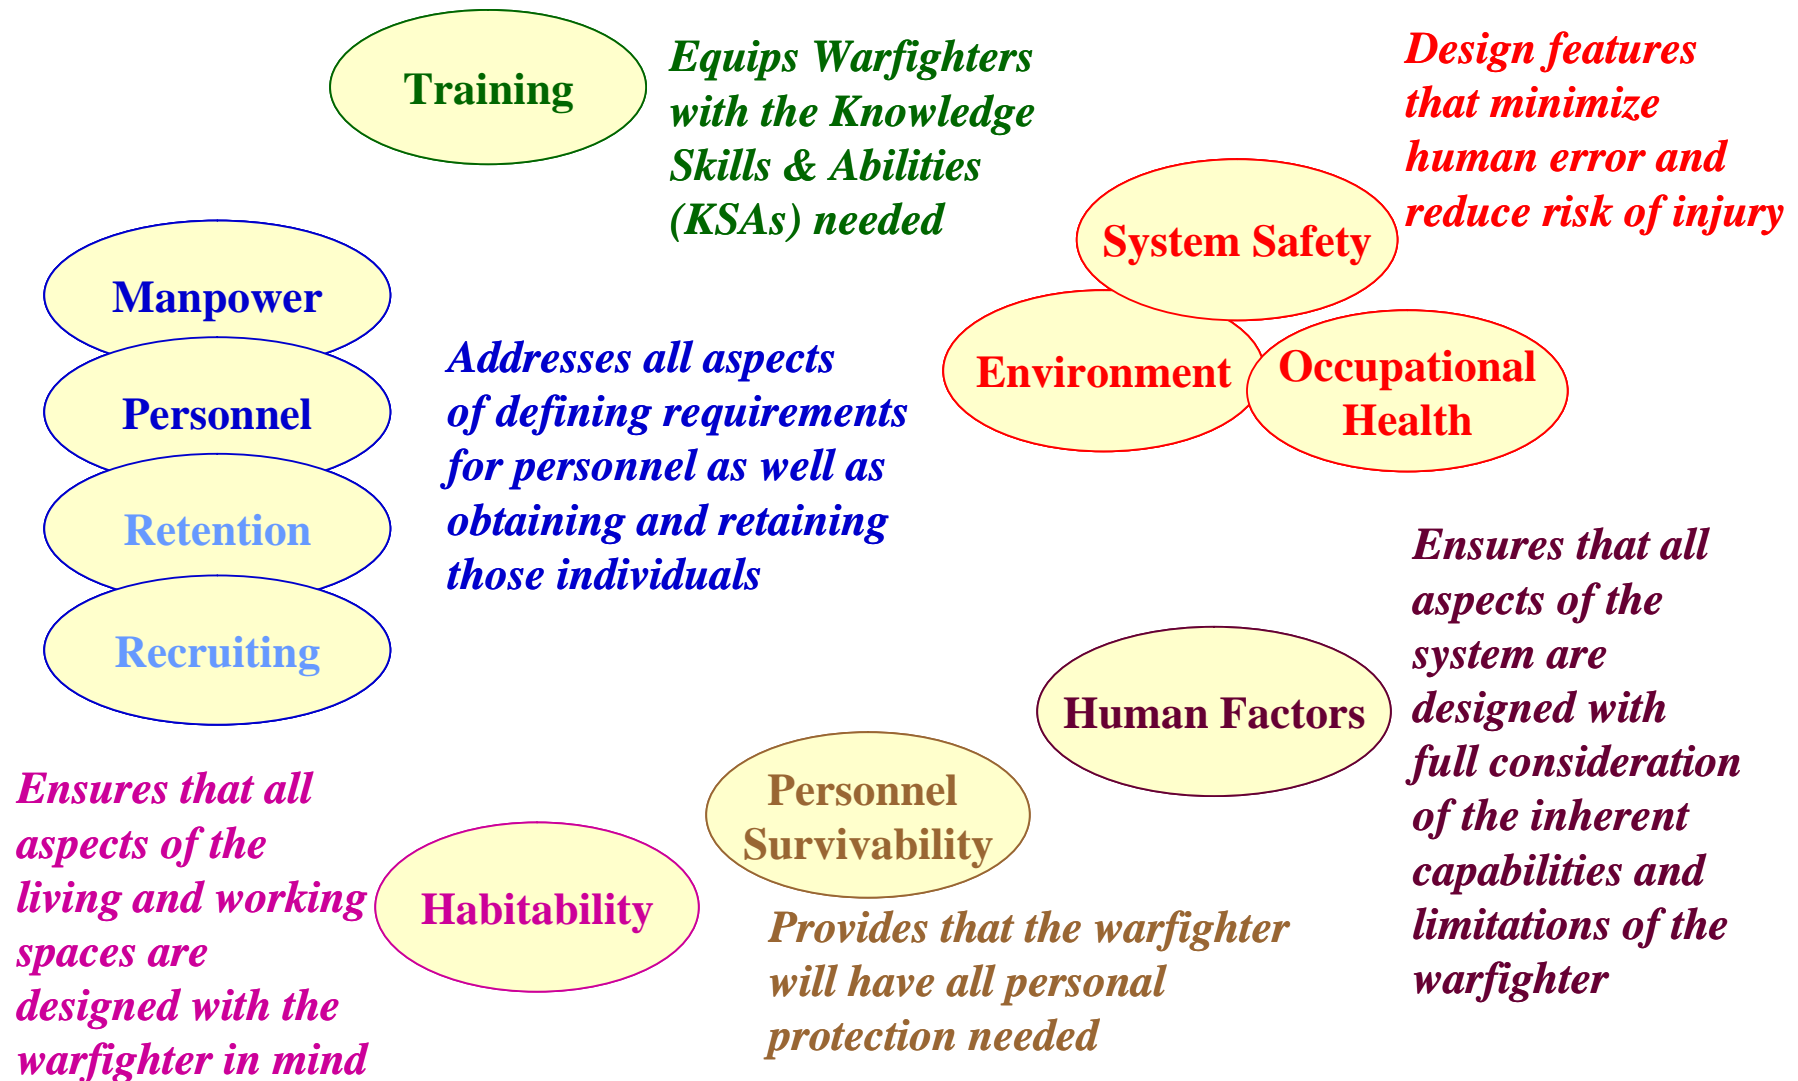 Training
Equips Warfighters
with the Knowledge
Skills & Abilities
(KSAs) needed
Design features
that minimize
human error and
reduce risk of injury
System Safety
Environment
Occupational
Health
Manpower
Personnel
Retention
Recruiting
Addresses all aspects
of defining requirements
for personnel as well as
obtaining and retaining
those individuals
Human Factors
Ensures that all
aspects of the
system are
designed with
full consideration
of the inherent
capabilities and
limitations of the
warfighter
Personnel
Survivability
Provides that the warfighter
will have all personal
protection needed
Habitability
Ensures that all
aspects of the
living and working
spaces are
designed with the
warfighter in mind